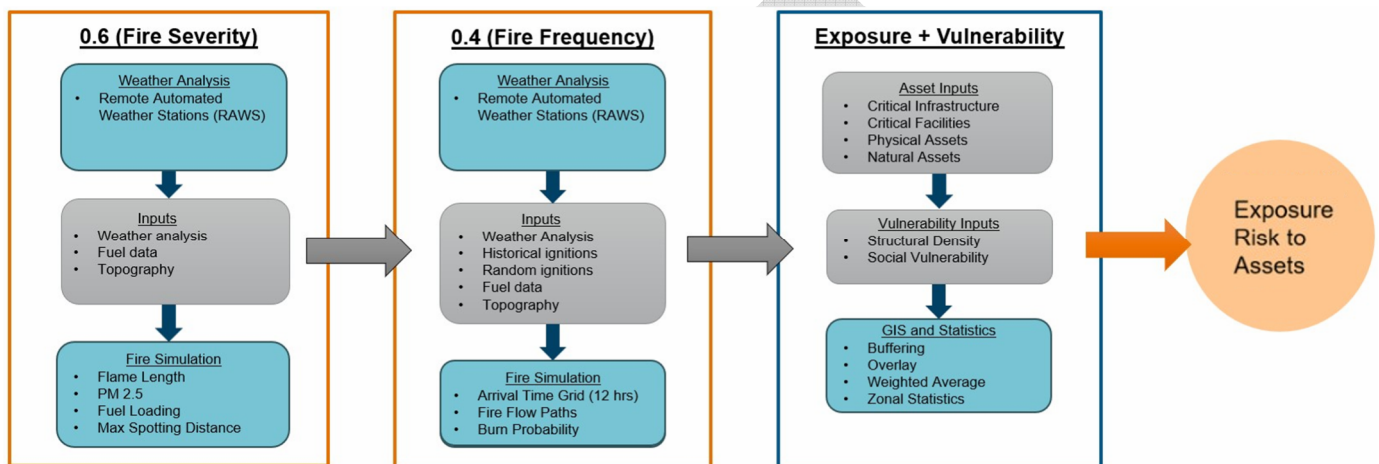 0.6 (Fire Severity)
Weather Analysis
• Remote Automated
Weather Stations (RAWS)
Inputs
• Weather analysis
• Fuel data
• Topography
Fire Simulation
• Flame Length
• PM 2.5
• Fuel Loading
• Max Spotting Distance
0.4 (Fire Frequency)
Weather Analysis
• Remote Automated
Weather Stations (RAWS)
Inputs
• Weather Analysis
• Historical ignitions
• Random ignitions
• Fuel data
• Topography
Fire Simulation
• Arrival Time Grid (12 hrs)
• Fire Flow Paths
• Burn Probability
Exposure + Vulnerability
Asset Inputs
• Critical Infrastructure
• Critical Facilities
• Physical Assets
• Natural Assets
Vulnerability Inputs
• Structural Density
• Social Vulnerability
GIS and Statistics
• Buffering
• Overlay
• Weighted Average
• Zonal Statistics
Exposure
Risk to
Assets